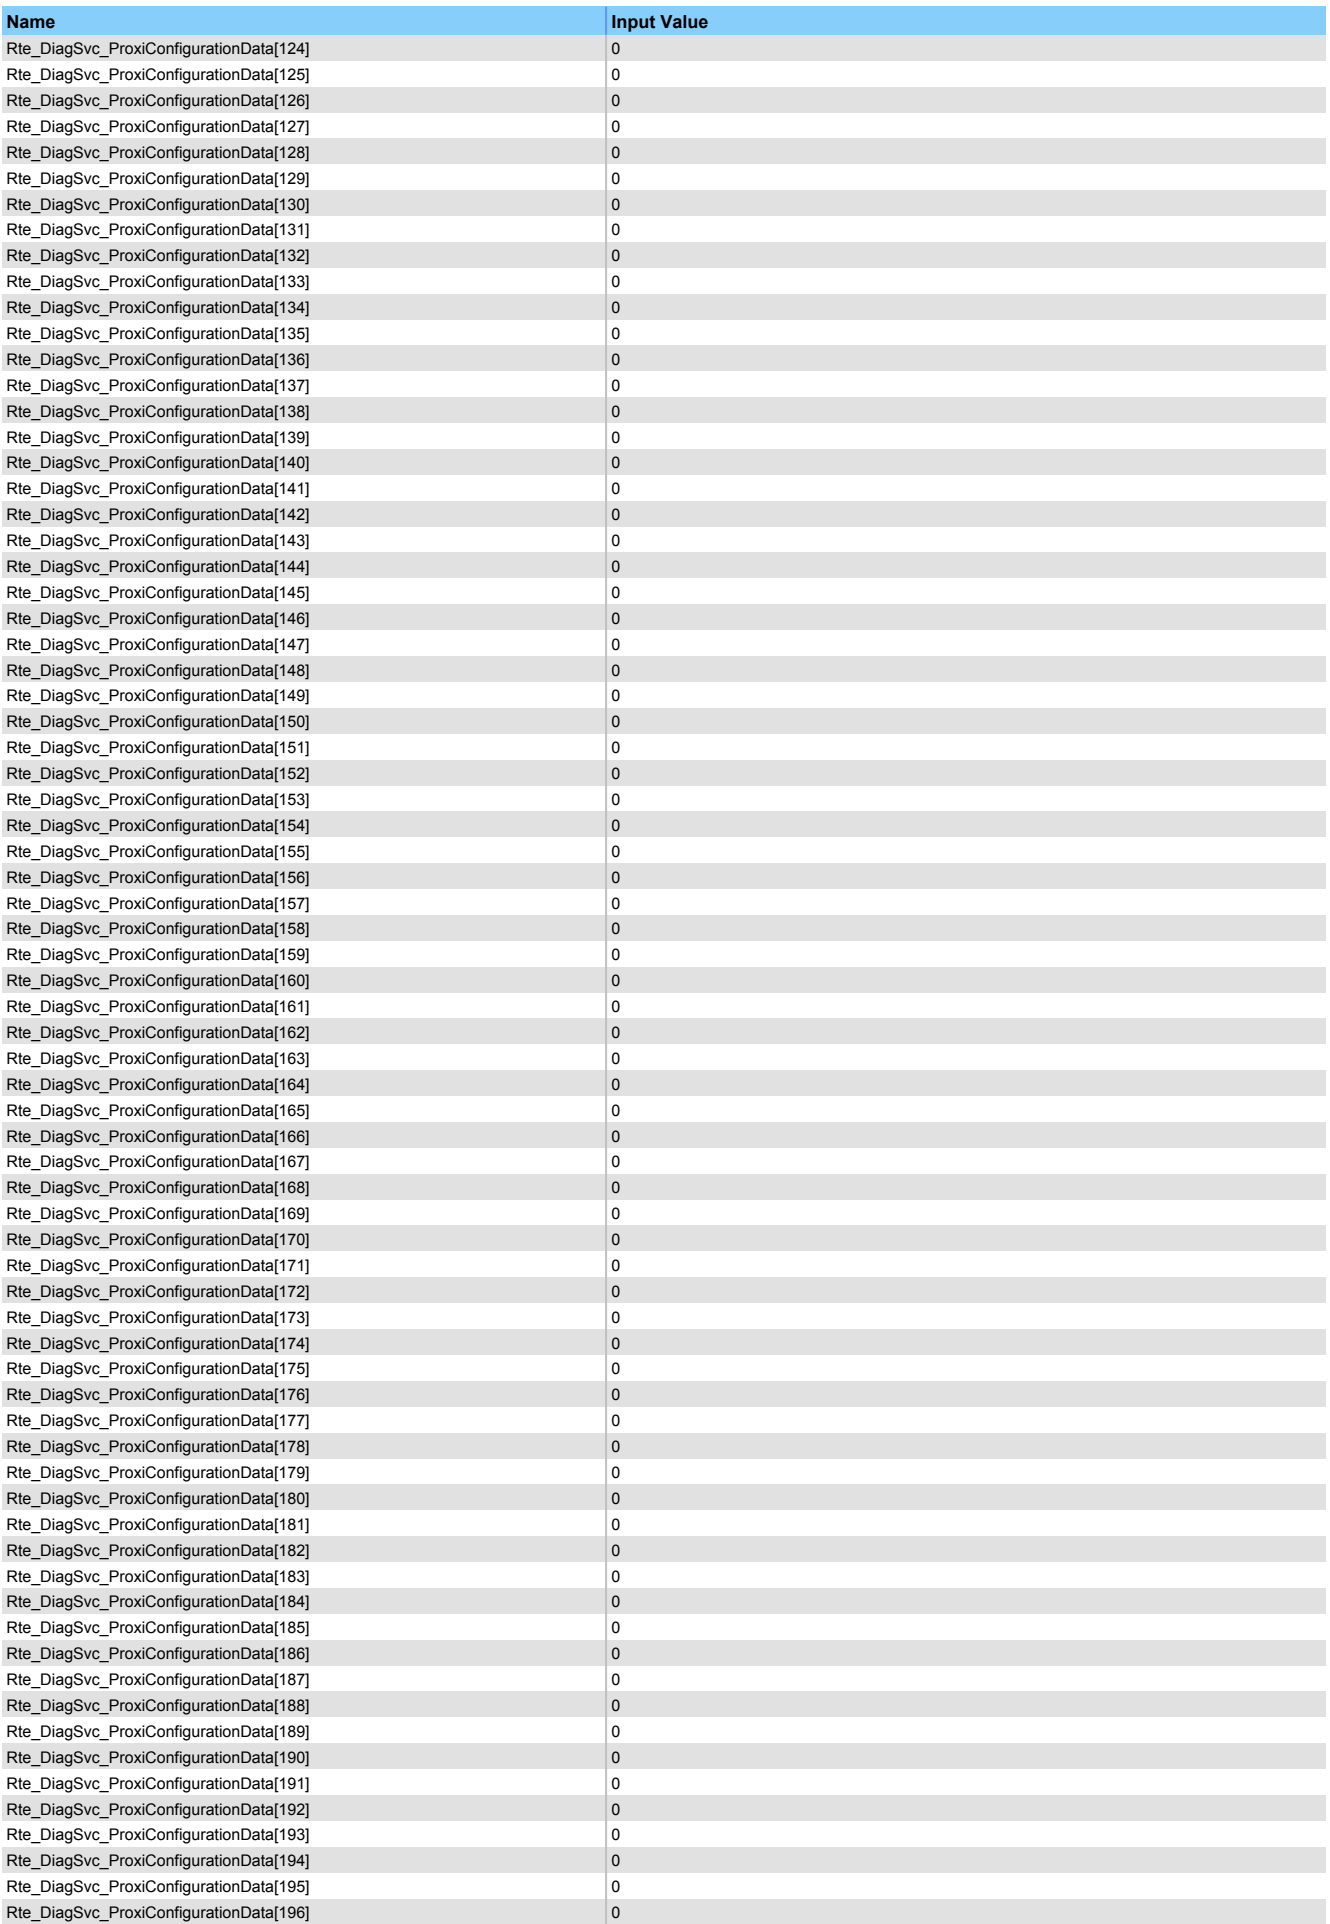 Name Input Value
Rte_DiagSvc_ProxiConfigurationData[124] 0
Rte_DiagSvc_ProxiConfigurationData[125] 0
Rte_DiagSvc_ProxiConfigurationData[126] 0
Rte_DiagSvc_ProxiConfigurationData[127] 0
Rte_DiagSvc_ProxiConfigurationData[128] 0
Rte_DiagSvc_ProxiConfigurationData[129] 0
Rte_DiagSvc_ProxiConfigurationData[130] 0
Rte_DiagSvc_ProxiConfigurationData[131] 0
Rte_DiagSvc_ProxiConfigurationData[132] 0
Rte_DiagSvc_ProxiConfigurationData[133] 0
Rte_DiagSvc_ProxiConfigurationData[134] 0
Rte_DiagSvc_ProxiConfigurationData[135] 0
Rte_DiagSvc_ProxiConfigurationData[136] 0
Rte_DiagSvc_ProxiConfigurationData[137] 0
Rte_DiagSvc_ProxiConfigurationData[138] 0
Rte_DiagSvc_ProxiConfigurationData[139] 0
Rte_DiagSvc_ProxiConfigurationData[140] 0
Rte_DiagSvc_ProxiConfigurationData[141] 0
Rte_DiagSvc_ProxiConfigurationData[142] 0
Rte_DiagSvc_ProxiConfigurationData[143] 0
Rte_DiagSvc_ProxiConfigurationData[144] 0
Rte_DiagSvc_ProxiConfigurationData[145] 0
Rte_DiagSvc_ProxiConfigurationData[146] 0
Rte_DiagSvc_ProxiConfigurationData[147] 0
Rte_DiagSvc_ProxiConfigurationData[148] 0
Rte_DiagSvc_ProxiConfigurationData[149] 0
Rte_DiagSvc_ProxiConfigurationData[150] 0
Rte_DiagSvc_ProxiConfigurationData[151] 0
Rte_DiagSvc_ProxiConfigurationData[152] 0
Rte_DiagSvc_ProxiConfigurationData[153] 0
Rte_DiagSvc_ProxiConfigurationData[154] 0
Rte_DiagSvc_ProxiConfigurationData[155] 0
Rte_DiagSvc_ProxiConfigurationData[156] 0
Rte_DiagSvc_ProxiConfigurationData[157] 0
Rte_DiagSvc_ProxiConfigurationData[158] 0
Rte_DiagSvc_ProxiConfigurationData[159] 0
Rte_DiagSvc_ProxiConfigurationData[160] 0
Rte_DiagSvc_ProxiConfigurationData[161] 0
Rte_DiagSvc_ProxiConfigurationData[162] 0
Rte_DiagSvc_ProxiConfigurationData[163] 0
Rte_DiagSvc_ProxiConfigurationData[164] 0
Rte_DiagSvc_ProxiConfigurationData[165] 0
Rte_DiagSvc_ProxiConfigurationData[166] 0
Rte_DiagSvc_ProxiConfigurationData[167] 0
Rte_DiagSvc_ProxiConfigurationData[168] 0
Rte_DiagSvc_ProxiConfigurationData[169] 0
Rte_DiagSvc_ProxiConfigurationData[170] 0
Rte_DiagSvc_ProxiConfigurationData[171] 0
Rte_DiagSvc_ProxiConfigurationData[172] 0
Rte_DiagSvc_ProxiConfigurationData[173] 0
Rte_DiagSvc_ProxiConfigurationData[174] 0
Rte_DiagSvc_ProxiConfigurationData[175] 0
Rte_DiagSvc_ProxiConfigurationData[176] 0
Rte_DiagSvc_ProxiConfigurationData[177] 0
Rte_DiagSvc_ProxiConfigurationData[178] 0
Rte_DiagSvc_ProxiConfigurationData[179] 0
Rte_DiagSvc_ProxiConfigurationData[180] 0
Rte_DiagSvc_ProxiConfigurationData[181] 0
Rte_DiagSvc_ProxiConfigurationData[182] 0
Rte_DiagSvc_ProxiConfigurationData[183] 0
Rte_DiagSvc_ProxiConfigurationData[184] 0
Rte_DiagSvc_ProxiConfigurationData[185] 0
Rte_DiagSvc_ProxiConfigurationData[186] 0
Rte_DiagSvc_ProxiConfigurationData[187] 0
Rte_DiagSvc_ProxiConfigurationData[188] 0
Rte_DiagSvc_ProxiConfigurationData[189] 0
Rte_DiagSvc_ProxiConfigurationData[190] 0
Rte_DiagSvc_ProxiConfigurationData[191] 0
Rte_DiagSvc_ProxiConfigurationData[192] 0
Rte_DiagSvc_ProxiConfigurationData[193] 0
Rte_DiagSvc_ProxiConfigurationData[194] 0
Rte_DiagSvc_ProxiConfigurationData[195] 0
Rte_DiagSvc_ProxiConfigurationData[196] 0